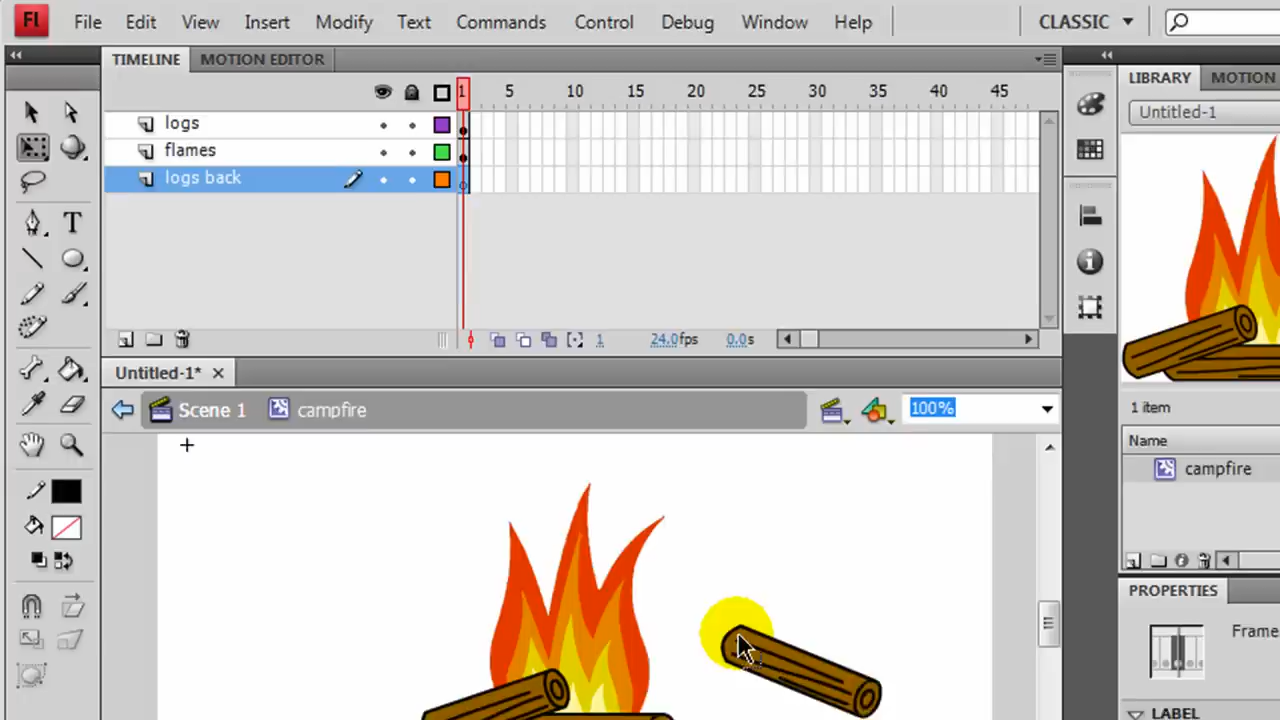 Fl File Edit View Insert Modify Text Commands Control Debug Window Help CLASSIC
TIMELINE MOTION EDITOR
LIBRARY MOTION
1 5 10 15 20 25 30 35 40 45
Untitled-1
logs
flames
logs back
T
1 24.0fps 0.0s
Untitled-1*
Scene 1 campfire 100%
1 item
Name
campfire
PROPERTIES
Frame
LABEL